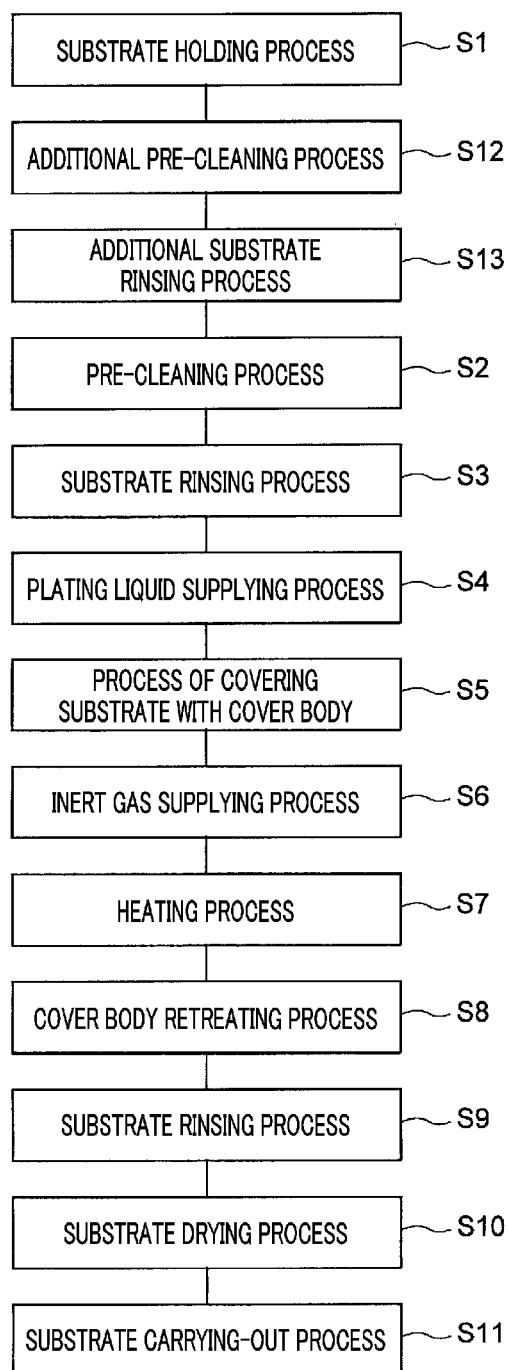 SUBSTRATE HOLDING PROCESS S1
ADDITIONAL PRE-CLEANING PROCESS S12
ADDITIONAL SUBSTRATE
RINSING PROCESS S13
PRE-CLEANING PROCESS S2
SUBSTRATE RINSING PROCESS S3
PLATING LIQUID SUPPLYING PROCESS S4
PROCESS OF COVERING
SUBSTRATE WITH COVER BODY S5
INERT GAS SUPPLYING PROCESS S6
HEATING PROCESS S7
COVER BODY RETREATING PROCESS S8
SUBSTRATE RINSING PROCESS S9
SUBSTRATE DRYING PROCESS S10
SUBSTRATE CARRYING-OUT PROCESS S11